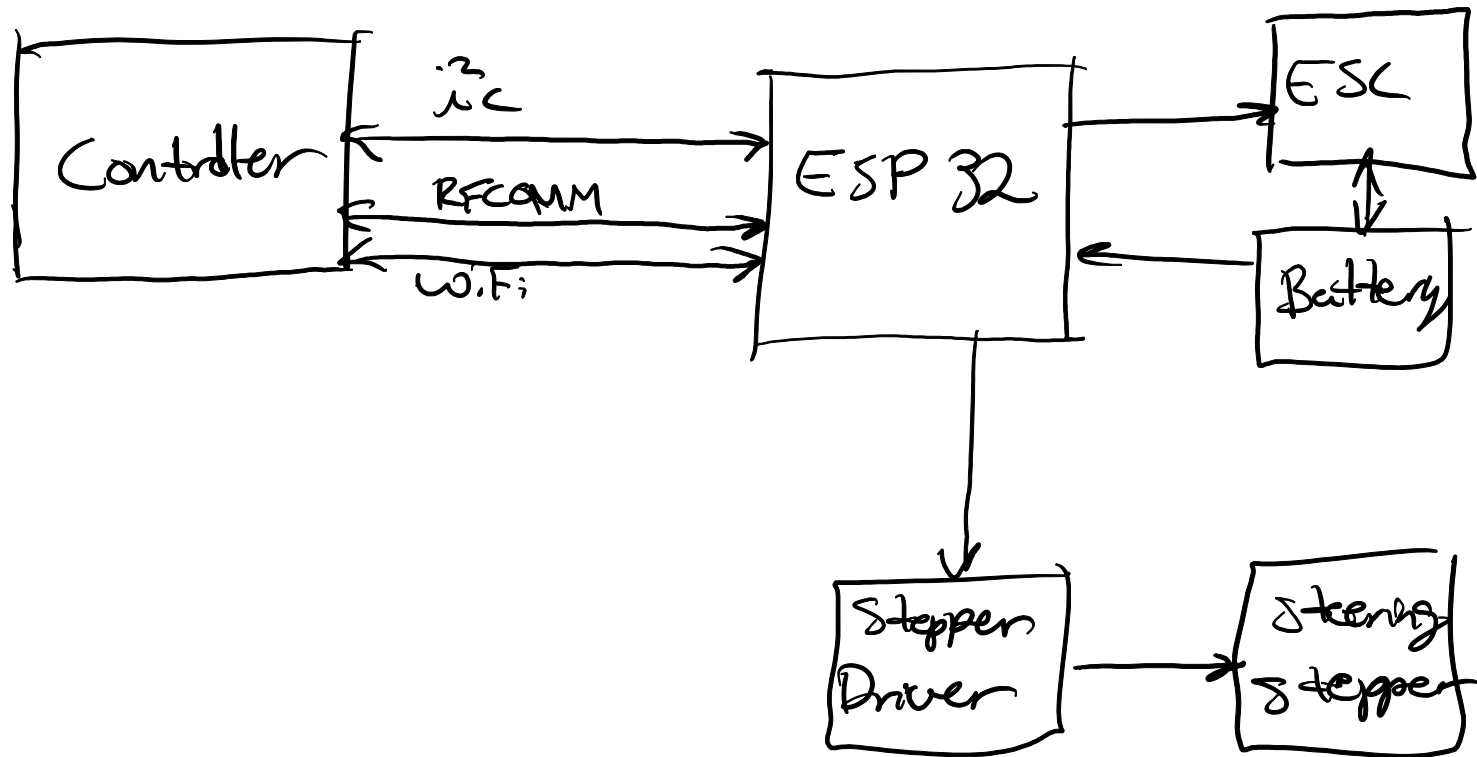 Controller
i²c
RFCOMM
WiFi
ESP 32
ESC
Battery
Stepper
Driver
Steering
Stepper